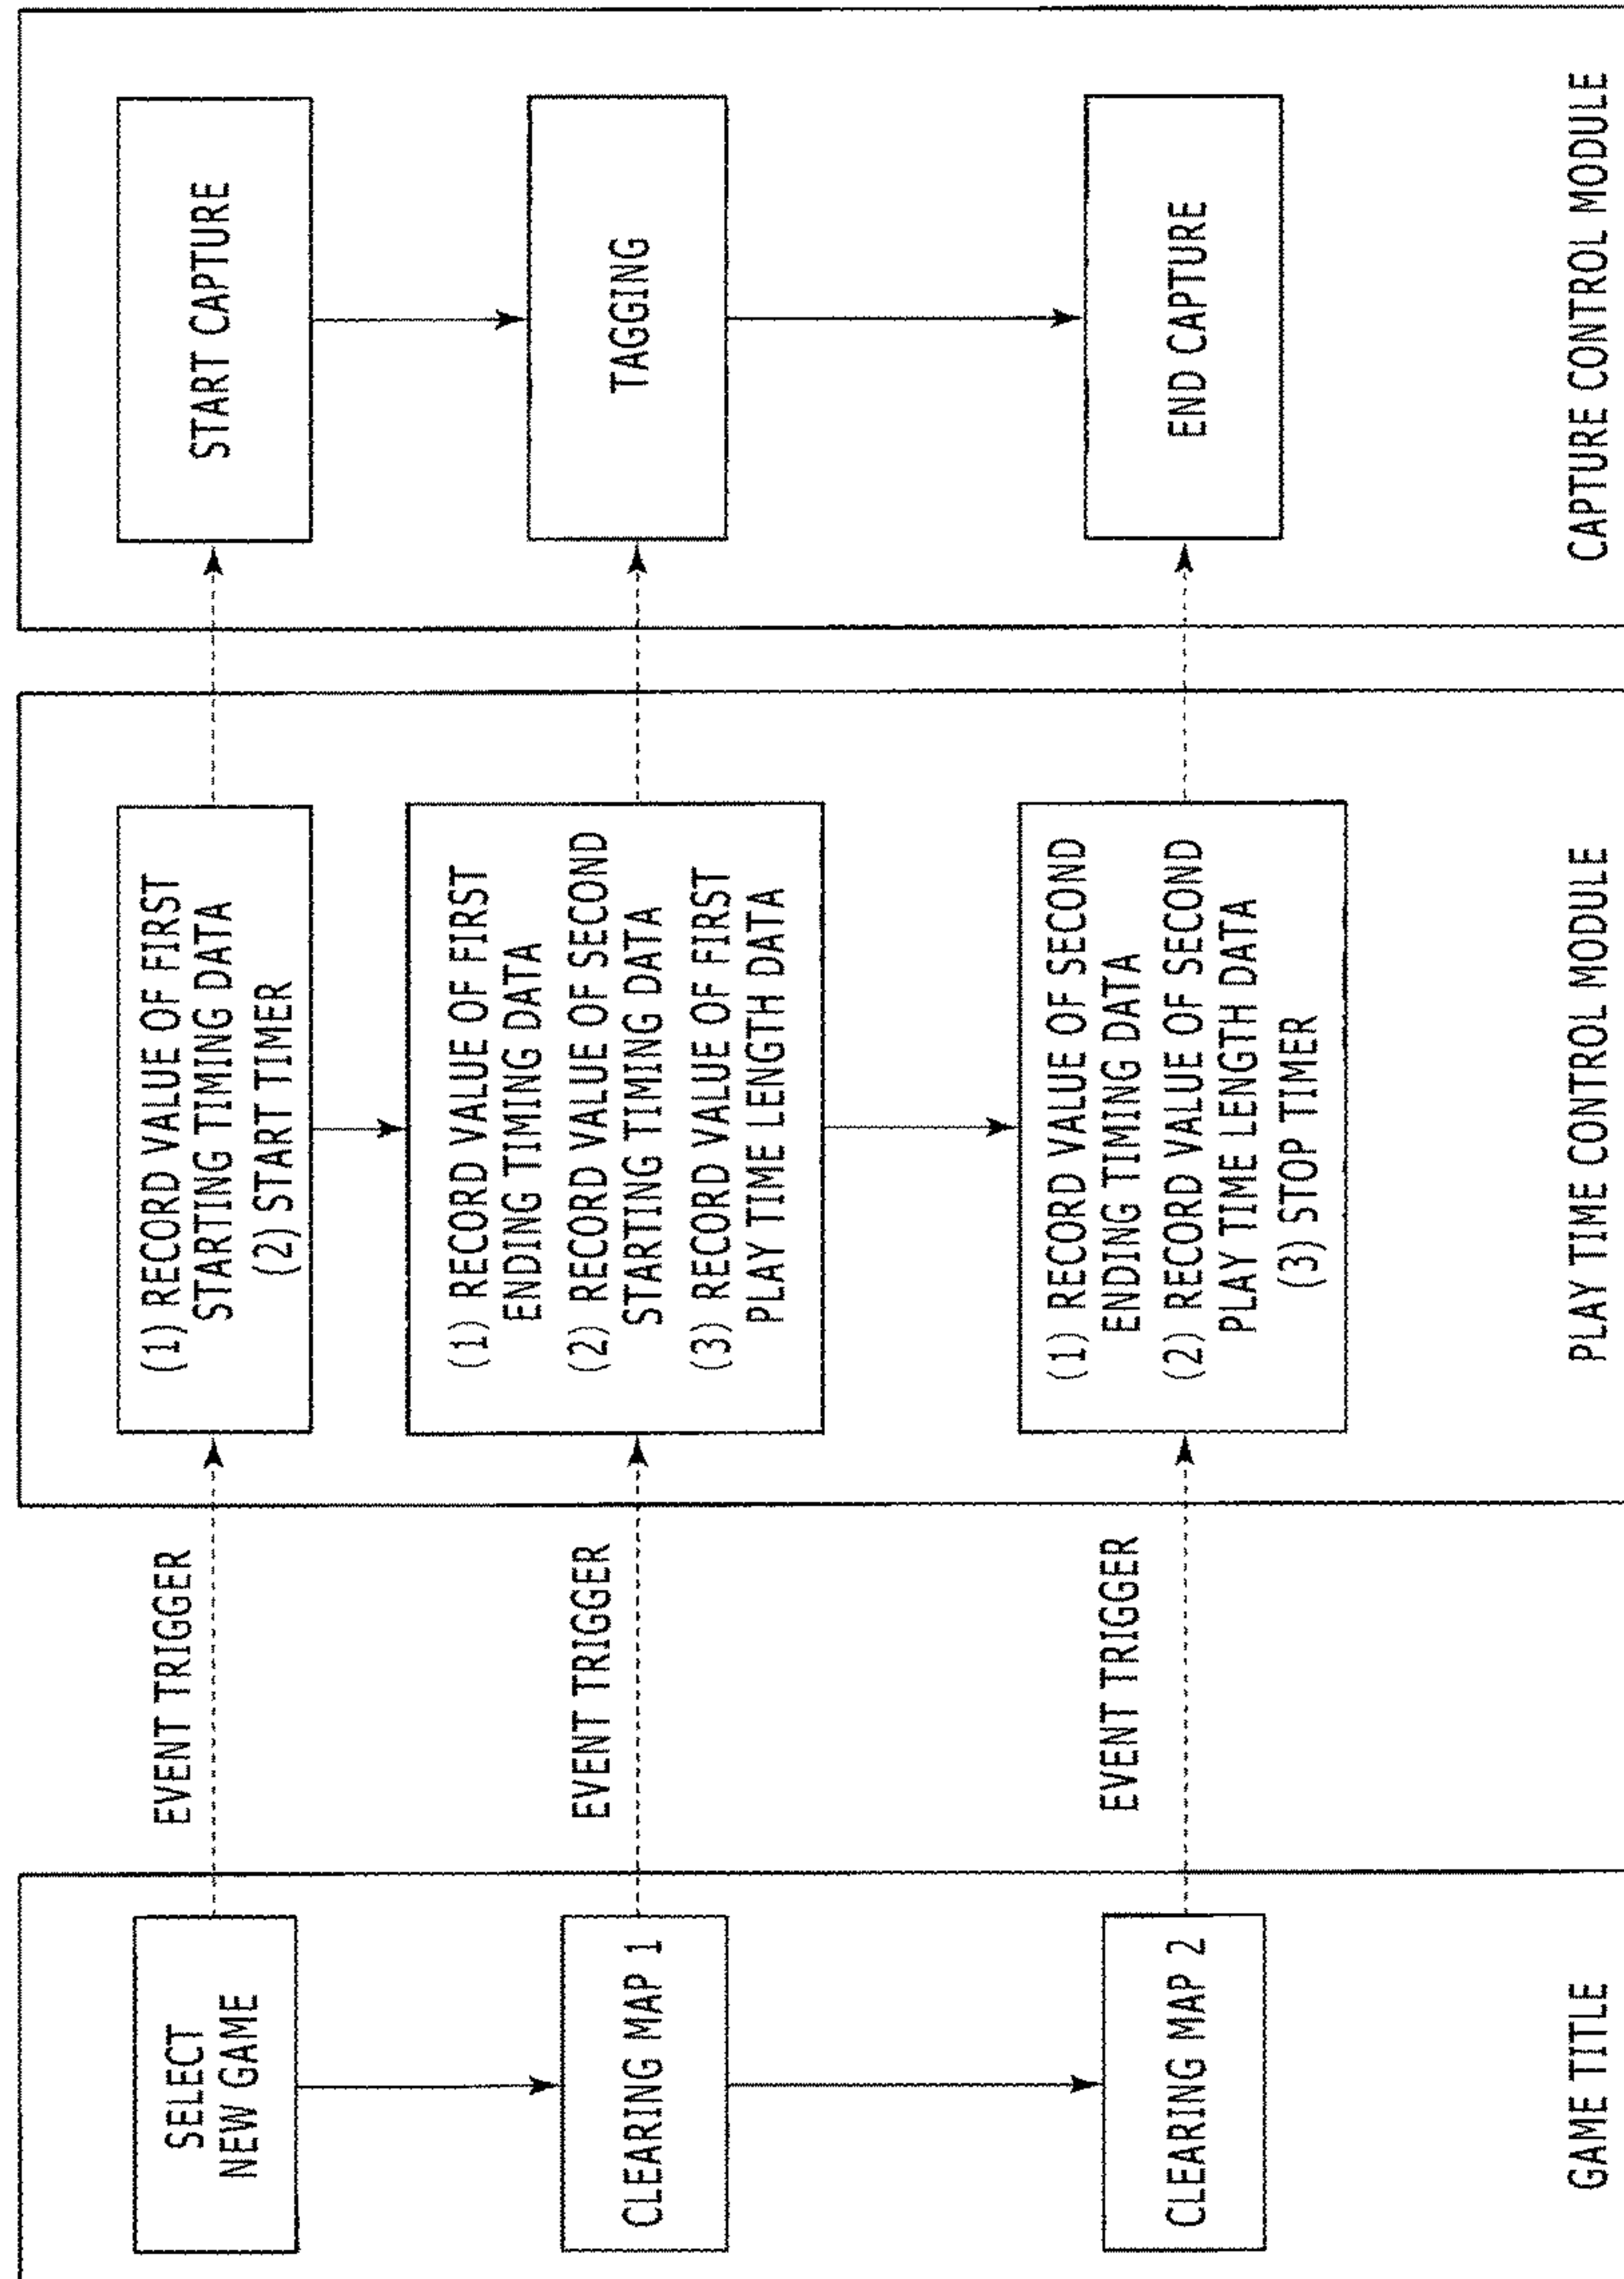 SELECT
NEW GAME
CLEARING MAP 1
CLEARING MAP 2
GAME TITLE
EVENT TRIGGER
EVENT TRIGGER
EVENT TRIGGER
(1) RECORD VALUE OF FIRST
STARTING TIMING DATA
(2) START TIMER
(1) RECORD VALUE OF FIRST
ENDING TIMING DATA
(2) RECORD VALUE OF SECOND
STARTING TIMING DATA
(3) RECORD VALUE OF FIRST
PLAY TIME LENGTH DATA
(1) RECORD VALUE OF SECOND
ENDING TIMING DATA
(2) RECORD VALUE OF SECOND
PLAY TIME LENGTH DATA
(3) STOP TIMER
PLAY TIME CONTROL MODULE
START CAPTURE
TAGGING
END CAPTURE
CAPTURE CONTROL MODULE